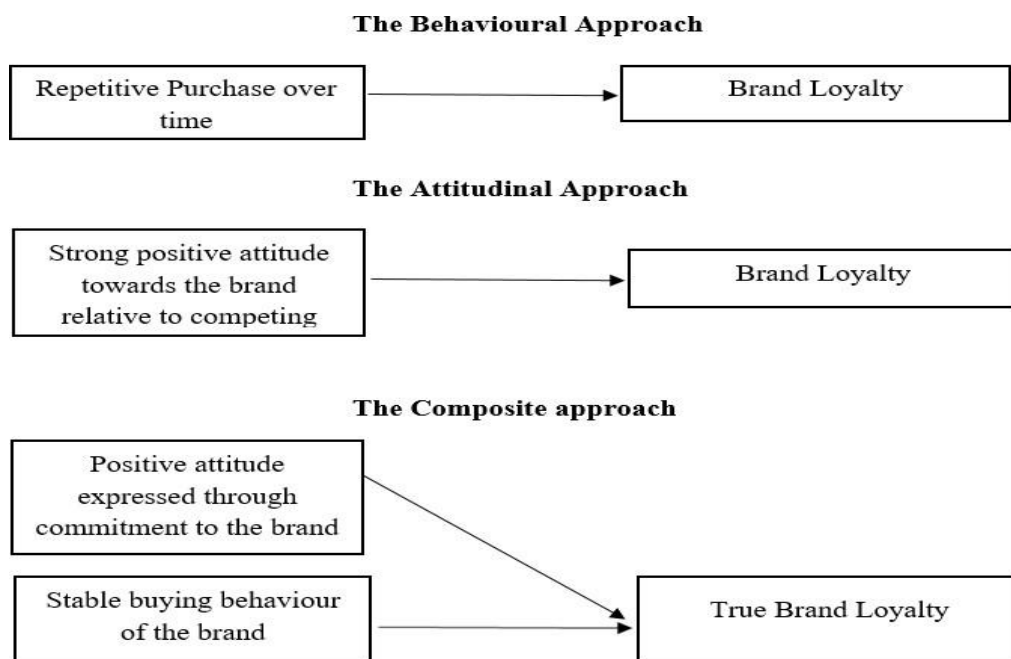 The Behavioural Approach
Repetitive Purchase over
time
Brand Loyalty
The Attitudinal Approach
Strong positive attitude
towards the brand
relative to competing
Brand Loyalty
The Composite approach
Positive attitude
expressed through
commitment to the brand
Stable buying behaviour
of the brand
True Brand Loyalty